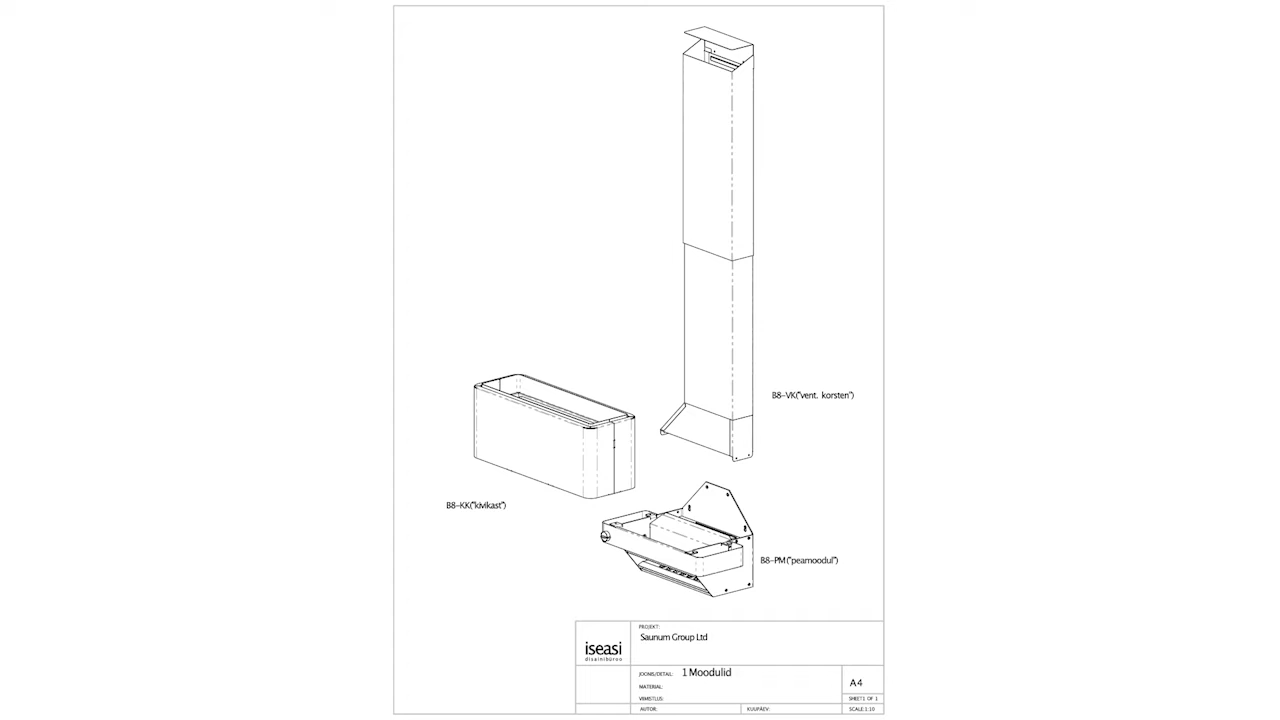 B8-VK("vent. korsten")
B8-KK("kivikast")
B8-PM("peamoodul")
iseasi
disainibüroo
PROJEKT:
Saunum Group Ltd
JOONIS/DETAIL: 1 Moodulid
MATERIAL:
VIIMISTLUS:
AUTOR: KUUPÄEV:
A4
SHEET 1 OF 1
SCALE:1:10